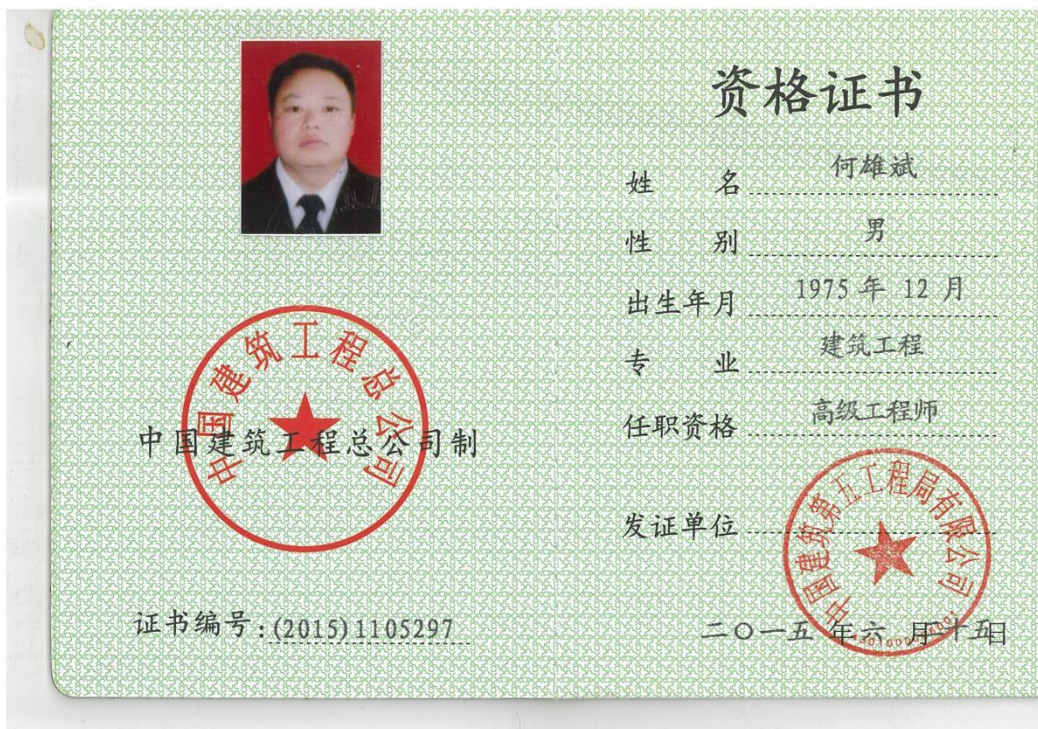 中国建筑工程总公司
中国建筑工程总公司制
证书编号:(2015)1105297
资格证书
姓 名 何雄斌
性 别 男
出生年月 1975 年 12 月
专 业 建筑工程
任职资格 高级工程师
发证单位
中国建筑第五工程局有限公司
二〇一五 年六 月二十五日